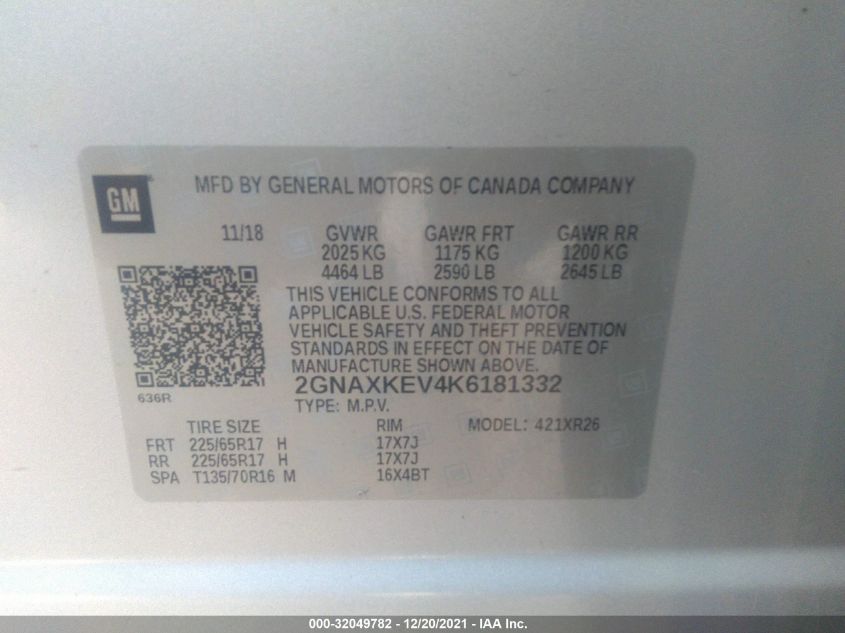 GM
MFD BY GENERAL MOTORS OF CANADA COMPANY
11/18 GVWR GAWR FRT GAWR RR
2025 KG 1175 KG 1200 KG
4464 LB 2590 LB 2645 LB
THIS VEHICLE CONFORMS TO ALL
APPLICABLE U.S. FEDERAL MOTOR
VEHICLE SAFETY AND THEFT PREVENTION
STANDARDS IN EFFECT ON THE DATE OF
MANUFACTURE SHOWN ABOVE.
636R
2GNAXKEV4K6181332
TYPE: M.P.V.
TIRE SIZE RIM MODEL: 421XR26
FRT 225/65R17 H 17X7J
RR 225/65R17 H 17X7J
SPA T135/70R16 M 16X4BT
000-32049782 - 12/20/2021 - IAA Inc.